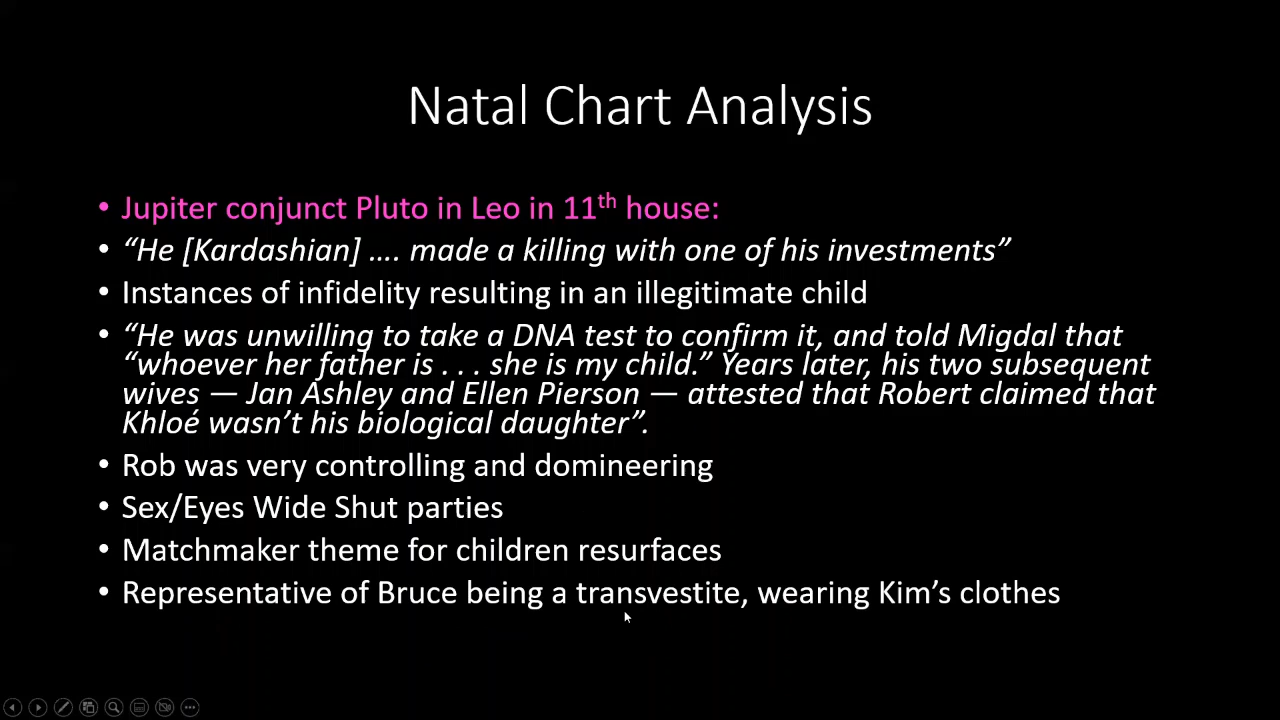 Natal Chart Analysis
• Jupiter conjunct Pluto in Leo in 11th house:
• “He [Kardashian] …. made a killing with one of his investments”
• Instances of infidelity resulting in an illegitimate child
• “He was unwilling to take a DNA test to confirm it, and told Migdal that
“whoever her father is . . . she is my child.” Years later, his two subsequent
wives — Jan Ashley and Ellen Pierson — attested that Robert claimed that
Khloé wasn’t his biological daughter”.
• Rob was very controlling and domineering
• Sex/Eyes Wide Shut parties
• Matchmaker theme for children resurfaces
• Representative of Bruce being a transvestite, wearing Kim’s clothes